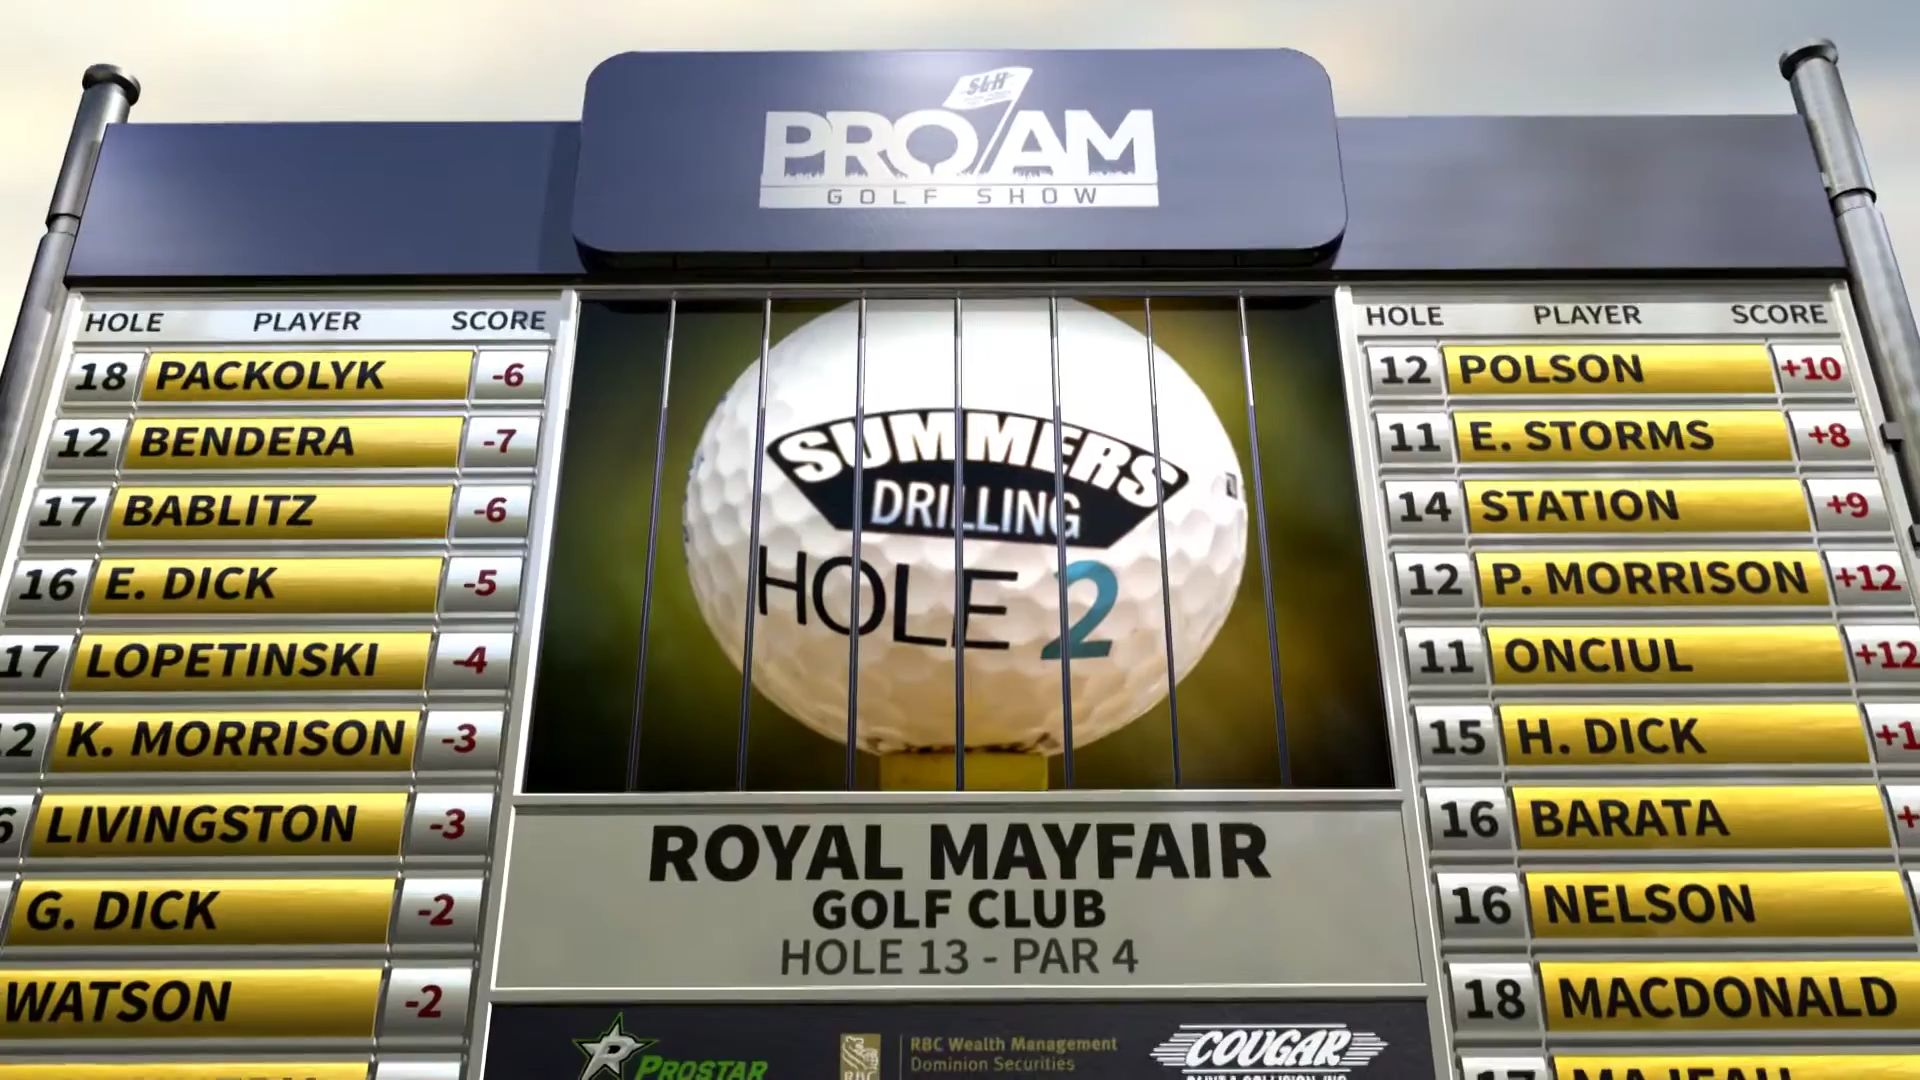 SLH
PRO/AM
GOLF SHOW
HOLE PLAYER SCORE
18 PACKOLYK -6
12 BENDERA -7
17 BABLITZ -6
16 E. DICK -5
17 LOPETINSKI -4
K. MORRISON -3
LIVINGSTON -3
G. DICK -2
WATSON -2
SUMMERS
DRILLING
HOLE 2
ROYAL MAYFAIR
GOLF CLUB
HOLE 13 - PAR 4
PROSTAR
RBC
RBC Wealth Management
Dominion Securities
COUGAR
HOLE PLAYER SCORE
12 POLSON +10
11 E. STORMS +8
14 STATION +9
12 P. MORRISON +12
11 ONCIUL +12
15 H. DICK
16 BARATA
16 NELSON
18 MACDONALD